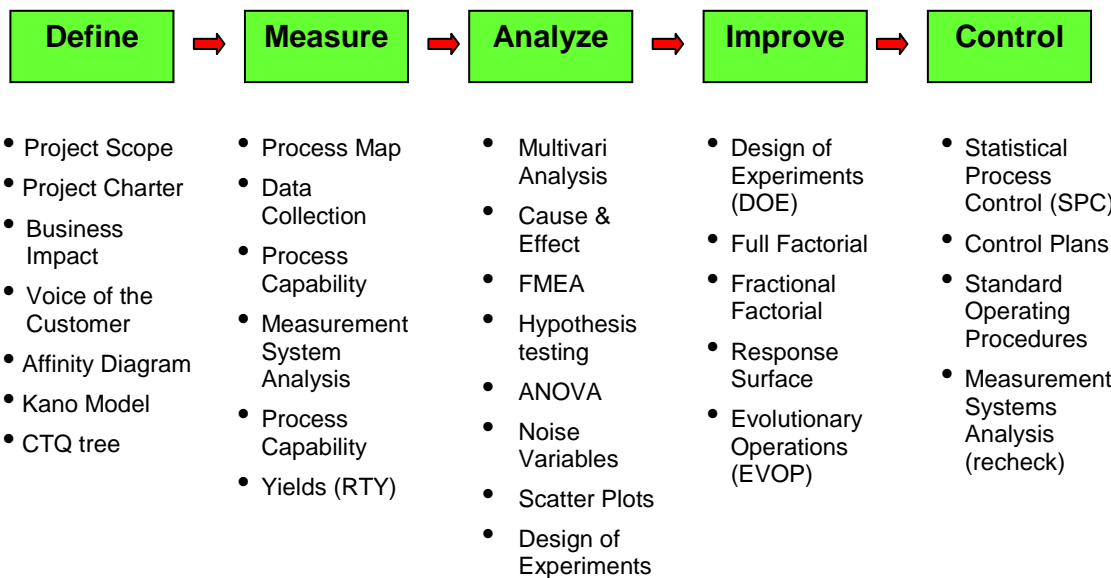 Define
Measure
Analyze
Improve
Control
• Project Scope
• Project Charter
• Business
Impact
• Voice of the
Customer
• Affinity Diagram
• Kano Model
• CTQ tree
• Process Map
• Data
Collection
• Process
Capability
• Measurement
System
Analysis
• Process
Capability
• Yields (RTY)
• Multivari
Analysis
• Cause &
Effect
• FMEA
• Hypothesis
testing
• ANOVA
• Noise
Variables
• Scatter Plots
• Design of
Experiments
• Design of
Experiments
(DOE)
• Full Factorial
• Fractional
Factorial
• Response
Surface
• Evolutionary
Operations
(EVOP)
• Statistical
Process
Control (SPC)
• Control Plans
• Standard
Operating
Procedures
• Measurement
Systems
Analysis
(recheck)